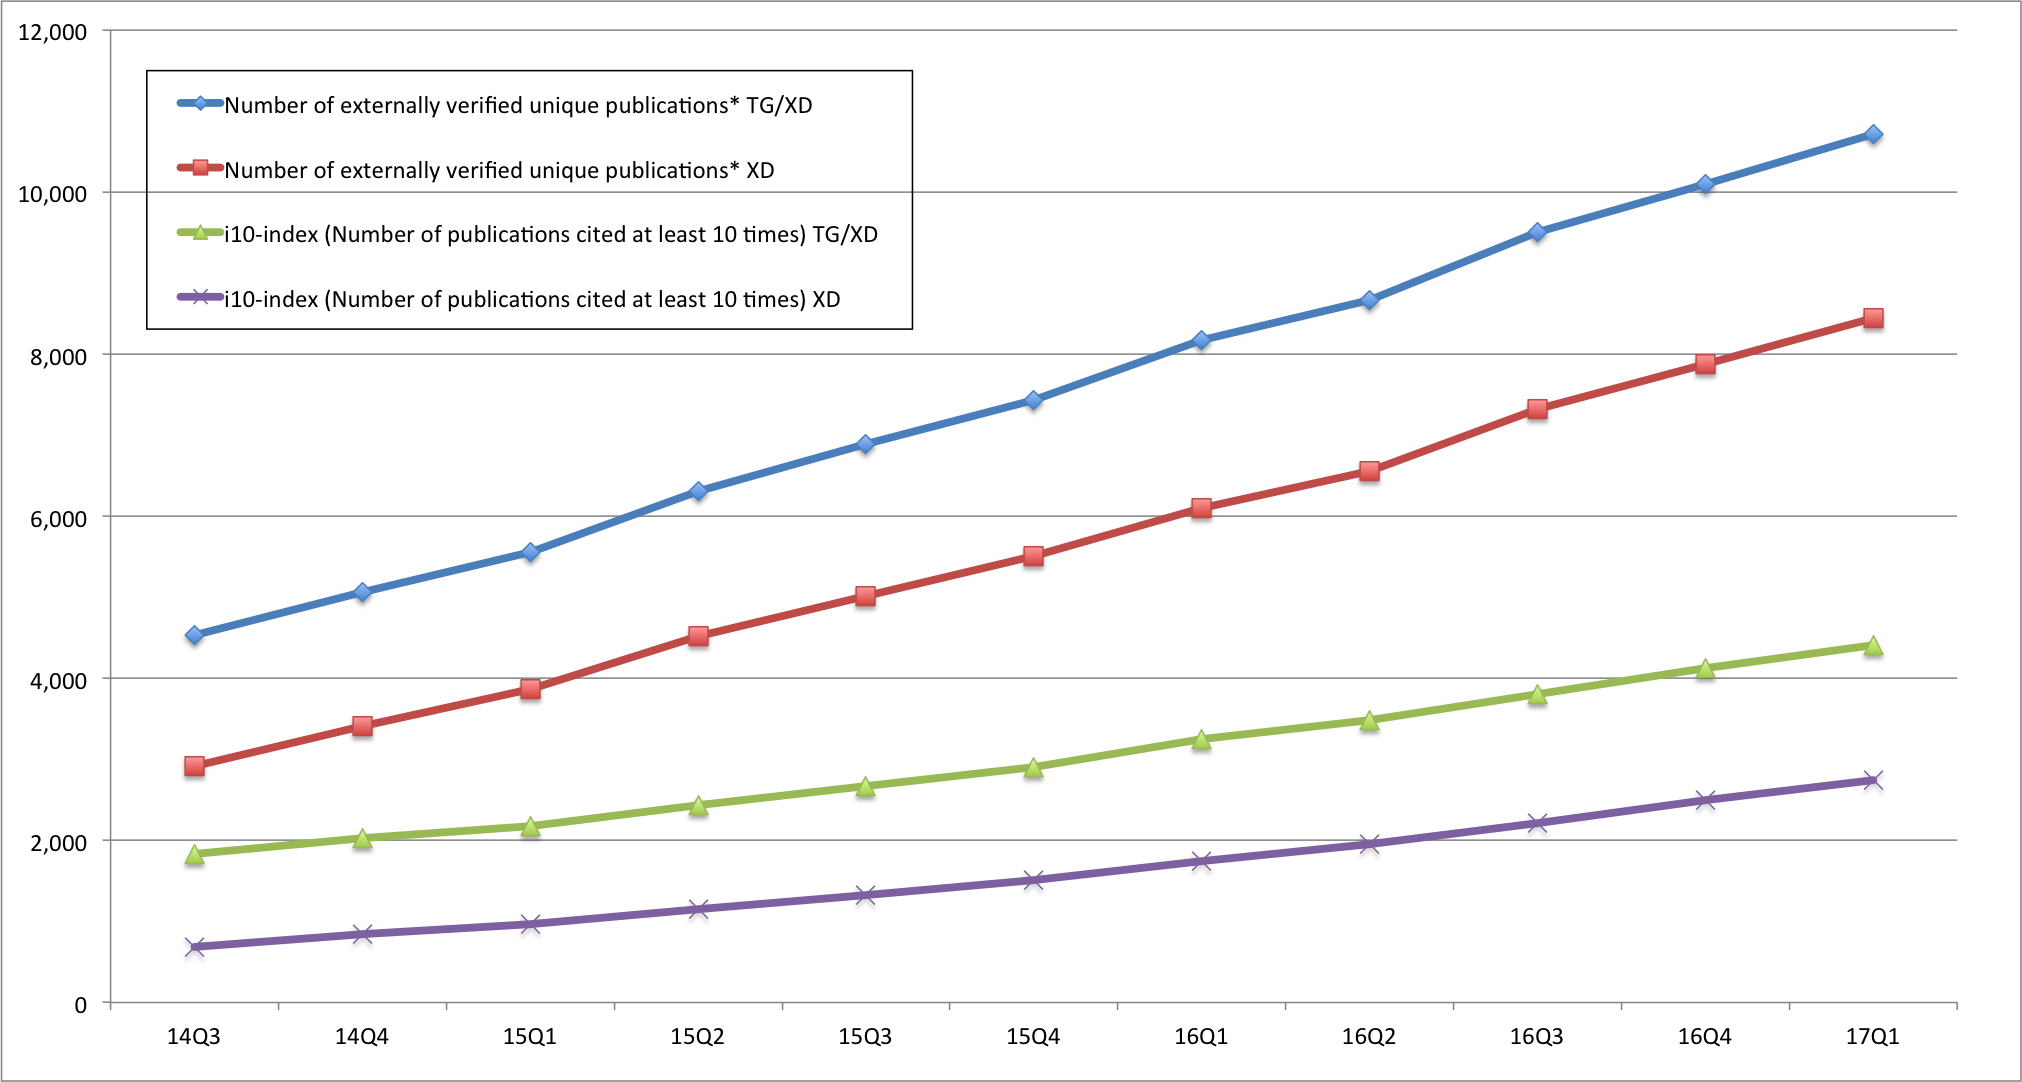 12,000
Number of externally verified unique publications* TG/XD
Number of externally verified unique publications* XD
10,000
i10-index (Number of publications cited at least 10 times) TG/XD
i10-index (Number of publications cited at least 10 times) XD
8,000
6,000
4,000
2,000
0
14Q3 14Q4 15Q1 15Q2 15Q3 15Q4 16Q1 16Q2 16Q3 16Q4 17Q1